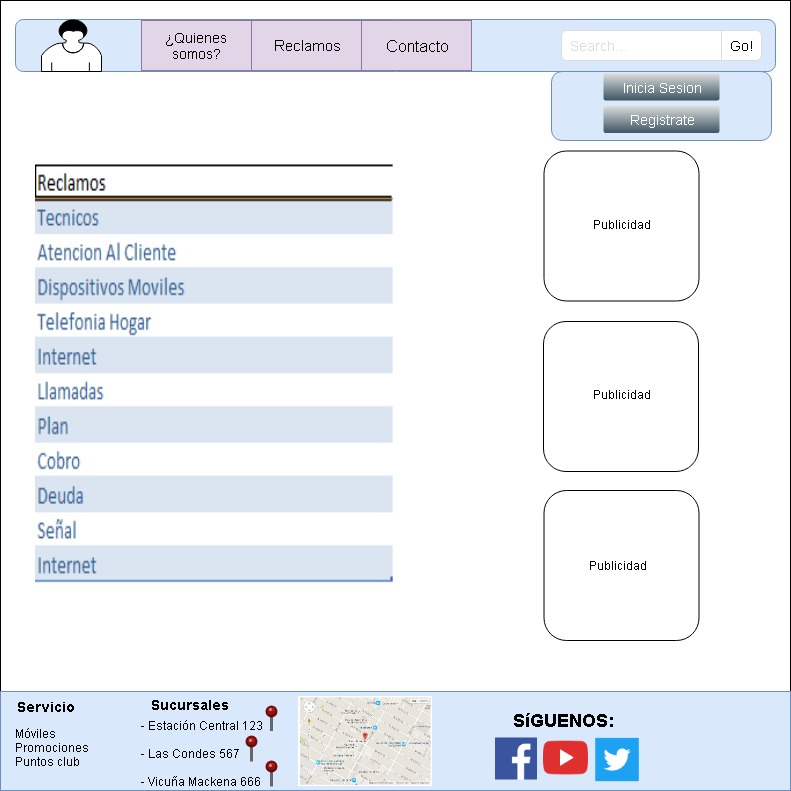 ¿Quienes
somos?
Reclamos
Contacto
Search...
Go!
Inicia Sesion
Registrate
Reclamos
Tecnicos
Atencion Al Cliente
Dispositivos Moviles
Telefonia Hogar
Internet
Llamadas
Plan
Cobro
Deuda
Señal
Internet
Publicidad
Publicidad
Publicidad
Servicio
Móviles
Promociones
Puntos club
Sucursales
- Estación Central 123
- Las Condes 567
- Vicuña Mackena 666
SíGUENOS: